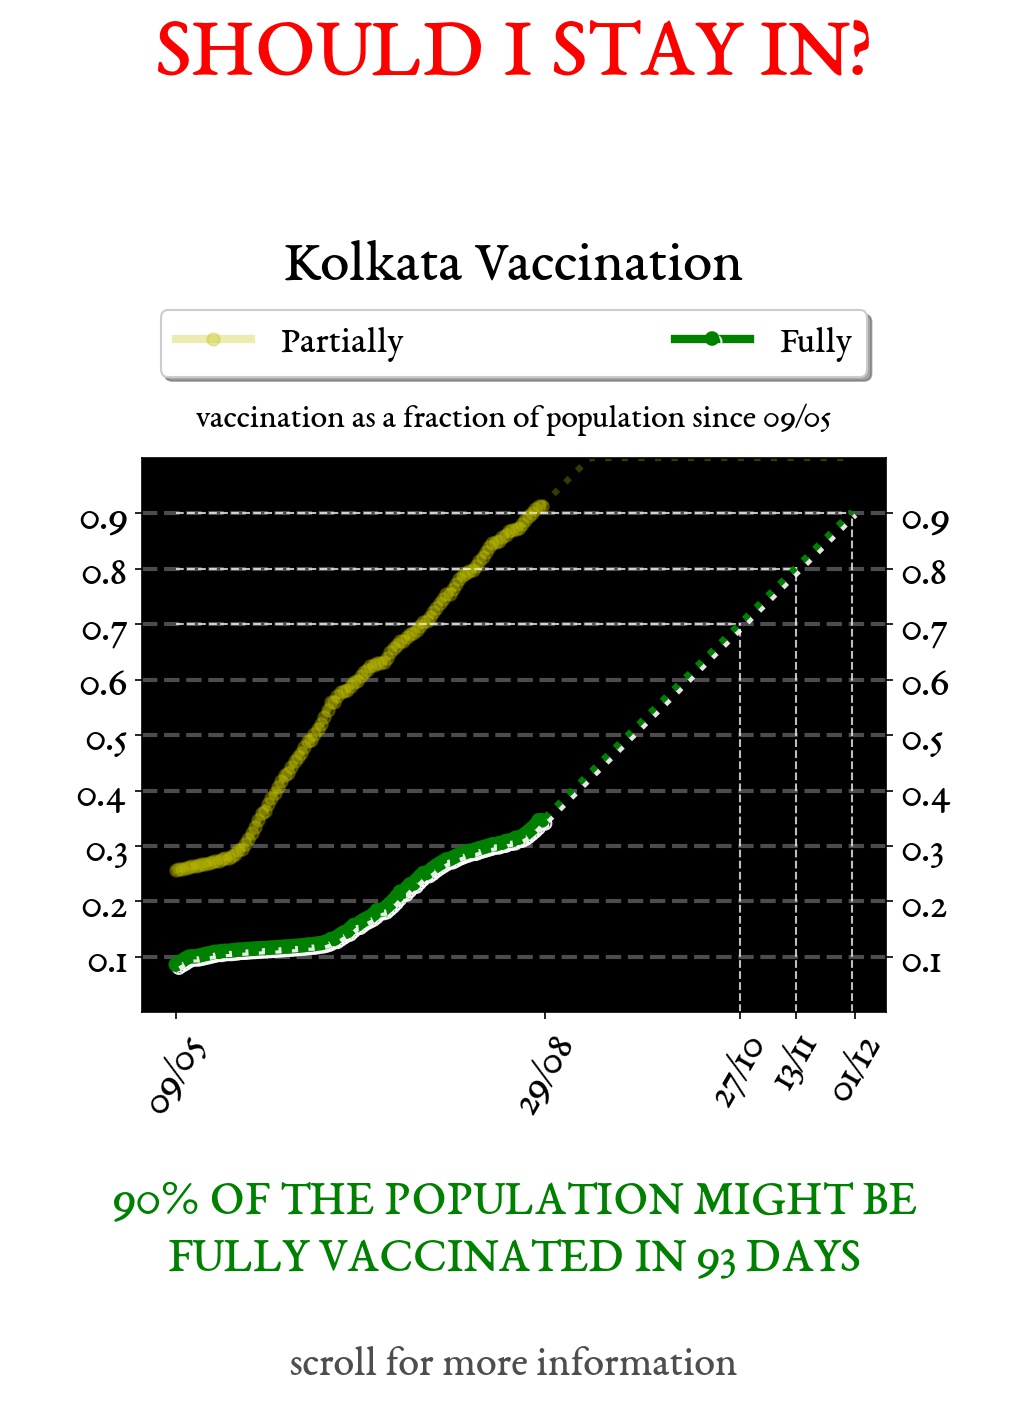 SHOULD I STAY IN?
Kolkata Vaccination
Partially
Fully
vaccination as a fraction of population since 09/05
0.9 0.9
0.8 0.8
0.7 0.7
0.6 0.6
0.5 0.5
0.4 0.4
0.3 0.3
0.2 0.2
0.1 0.1
09/05 29/08 27/10 13/11 01/12
90% OF THE POPULATION MIGHT BE
FULLY VACCINATED IN 93 DAYS
scroll for more information